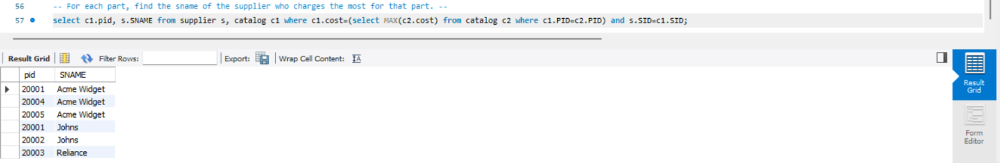 56 -- For each part, find the sname of the supplier who charges the most for that part. --
57 select c1.pid, s.SNAME from supplier s, catalog c1 where c1.cost=(select MAX(c2.cost) from catalog c2 where c1.PID=c2.PID) and s.SID=c1.SID;
Result Grid Filter Rows: Export: Wrap Cell Content: IA
pid SNAME
20001 Acme Widget
20004 Acme Widget
20005 Acme Widget
20001 Johns
20002 Johns
20003 Reliance
Result
Grid
Form
Editor